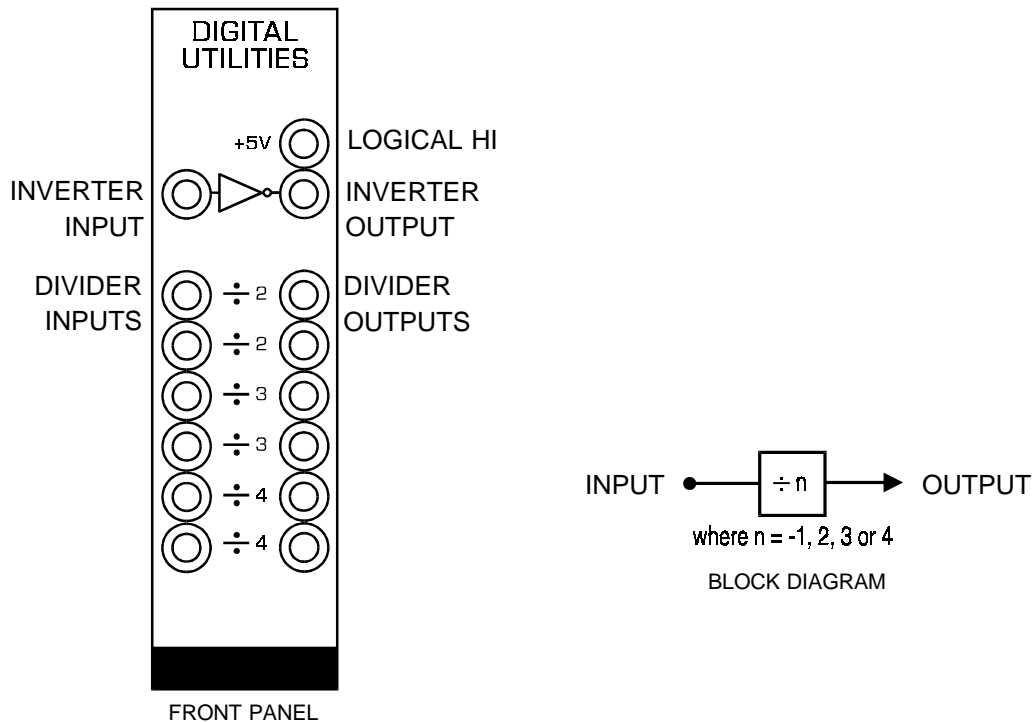 DIGITAL
UTILITIES
+5V
LOGICAL HI
INVERTER
INPUT
INVERTER
OUTPUT
DIVIDER
INPUTS
DIVIDER
OUTPUTS
÷ 2
÷ 2
÷ 3
÷ 3
÷ 4
÷ 4
FRONT PANEL
INPUT
÷ n
OUTPUT
where n = -1, 2, 3 or 4
BLOCK DIAGRAM